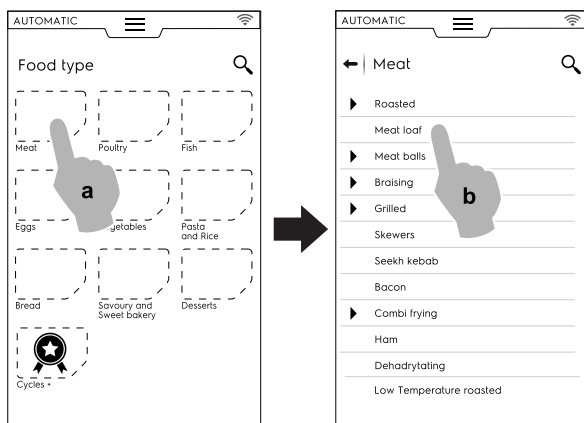 AUTOMATIC
Food type
Meat
Poultry
Fish
a
Eggs
getables
Pasta
and Rice
Bread
Savoury and
Sweet bakery
Desserts
Cycles +
AUTOMATIC
Meat
Roasted
Meat loaf
Meat balls
b
Braising
Grilled
Skewers
Seekh kebab
Bacon
Combi frying
Ham
Dehadrytating
Low Temperature roasted